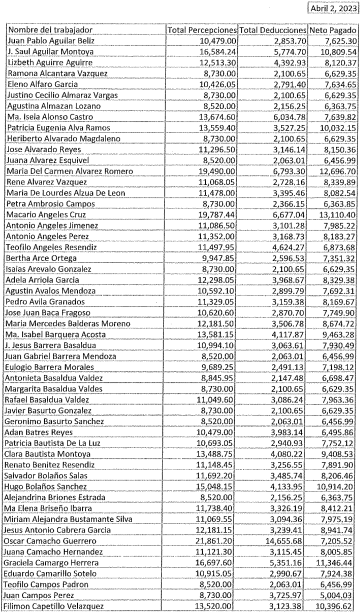 Abril 2, 2023
Nombre del trabajador Total Percepciones Total Deducciones Neto Pagado
Juan Pablo Aguilar Beliz 10,479.00 2,853.70 7,625.30
J. Saul Aguilar Montoya 16,584.24 5,774.70 10,809.54
Lizbeth Aguirre Aguirre 12,513.30 4,392.93 8,120.37
Ramona Alcantara Vazquez 8,730.00 2,100.65 6,629.35
Eleno Alfaro Garcia 10,426.05 2,791.40 7,634.65
Justino Cecilio Almaraz Vargas 8,730.00 2,100.65 6,629.35
Agustina Almazan Lozano 8,520.00 2,156.25 6,363.75
Ma. Isela Alonso Castro 13,674.60 6,034.78 7,639.82
Patricia Eugenia Alva Ramos 13,559.40 3,527.25 10,032.15
Heriberto Alvarado Magdaleno 8,730.00 2,100.65 6,629.35
Jose Alvarado Reyes 11,296.50 3,146.14 8,150.36
Juana Alvarez Esquivel 8,520.00 2,063.01 6,456.99
Maria Del Carmen Alvarez Romero 19,490.00 6,793.30 12,696.70
Rene Alvarez Vazquez 11,068.05 2,728.16 8,339.89
Maria De Lourdes Alzua De Leon 11,478.00 3,395.46 8,082.54
Petra Ambrosio Campos 8,730.00 2,366.15 6,363.85
Macario Angeles Cruz 19,787.44 6,677.04 13,110.40
Antonio Angeles Jimenez 11,086.50 3,101.28 7,985.22
Antonio Angeles Perez 11,352.00 3,168.73 8,183.27
Teofilo Angeles Resendiz 11,497.95 4,624.27 6,873.68
Bertha Arce Ortega 9,947.85 2,596.53 7,351.32
Isaias Arevalo Gonzalez 8,730.00 2,100.65 6,629.35
Adela Arriola Garcia 12,298.05 3,968.67 8,329.38
Agustin Avalos Mendoza 10,592.10 2,899.79 7,692.31
Pedro Avila Granados 11,329.05 3,159.38 8,169.67
Jose Juan Baca Fragoso 10,620.60 2,870.70 7,749.90
Maria Mercedes Balderas Moreno 12,181.50 3,506.78 8,674.72
Ma. Isabel Barquera Acosta 13,581.15 4,117.87 9,463.28
J. Jesus Barrera Basaldua 10,994.10 3,063.61 7,930.49
Juan Gabriel Barrera Mendoza 8,520.00 2,063.01 6,456.99
Eulogio Barrera Morales 9,689.25 2,491.13 7,198.12
Antonieta Basaldua Valdez 8,845.95 2,147.48 6,698.47
Margarita Basaldua Valdes 8,730.00 2,100.65 6,629.35
Rafael Basaldua Valdez 11,049.60 3,086.24 7,963.36
Javier Basurto Gonzalez 8,730.00 2,100.65 6,629.35
Geronimo Basurto Sanchez 8,520.00 2,063.01 6,456.99
Adan Batres Reyes 10,479.00 3,983.14 6,495.86
Patricia Bautista De La Luz 10,693.05 2,940.93 7,752.12
Clara Bautista Montoya 13,488.75 4,080.22 9,408.53
Renato Benitez Resendiz 11,148.45 3,256.55 7,891.90
Salvador Bolaños Salas 11,692.20 3,485.74 8,206.46
Hugo Bolaños Sanchez 15,048.15 4,133.95 10,914.20
Alejandrina Briones Estrada 8,520.00 2,156.25 6,363.75
Ma Elena Briseño Ibarra 11,738.40 3,326.19 8,412.21
Miriam Alejandra Bustamante Silva 11,069.55 3,094.36 7,975.19
Jesus Antonio Cabrera Garcia 12,181.15 3,239.41 8,941.74
Oscar Camacho Guerrero 21,861.20 14,655.68 7,205.52
Juana Camacho Hernandez 11,121.30 3,115.45 8,005.85
Graciela Camargo Herrera 16,697.60 5,351.16 11,346.44
Eduardo Camarillo Sotelo 10,915.05 2,990.67 7,924.38
Teofilo Campos Padron 8,520.00 2,063.01 6,456.99
Juan Campos Perez 8,730.00 3,725.97 5,004.03
Filimon Capetillo Velazquez 13,520.00 3,123.38 10,396.62